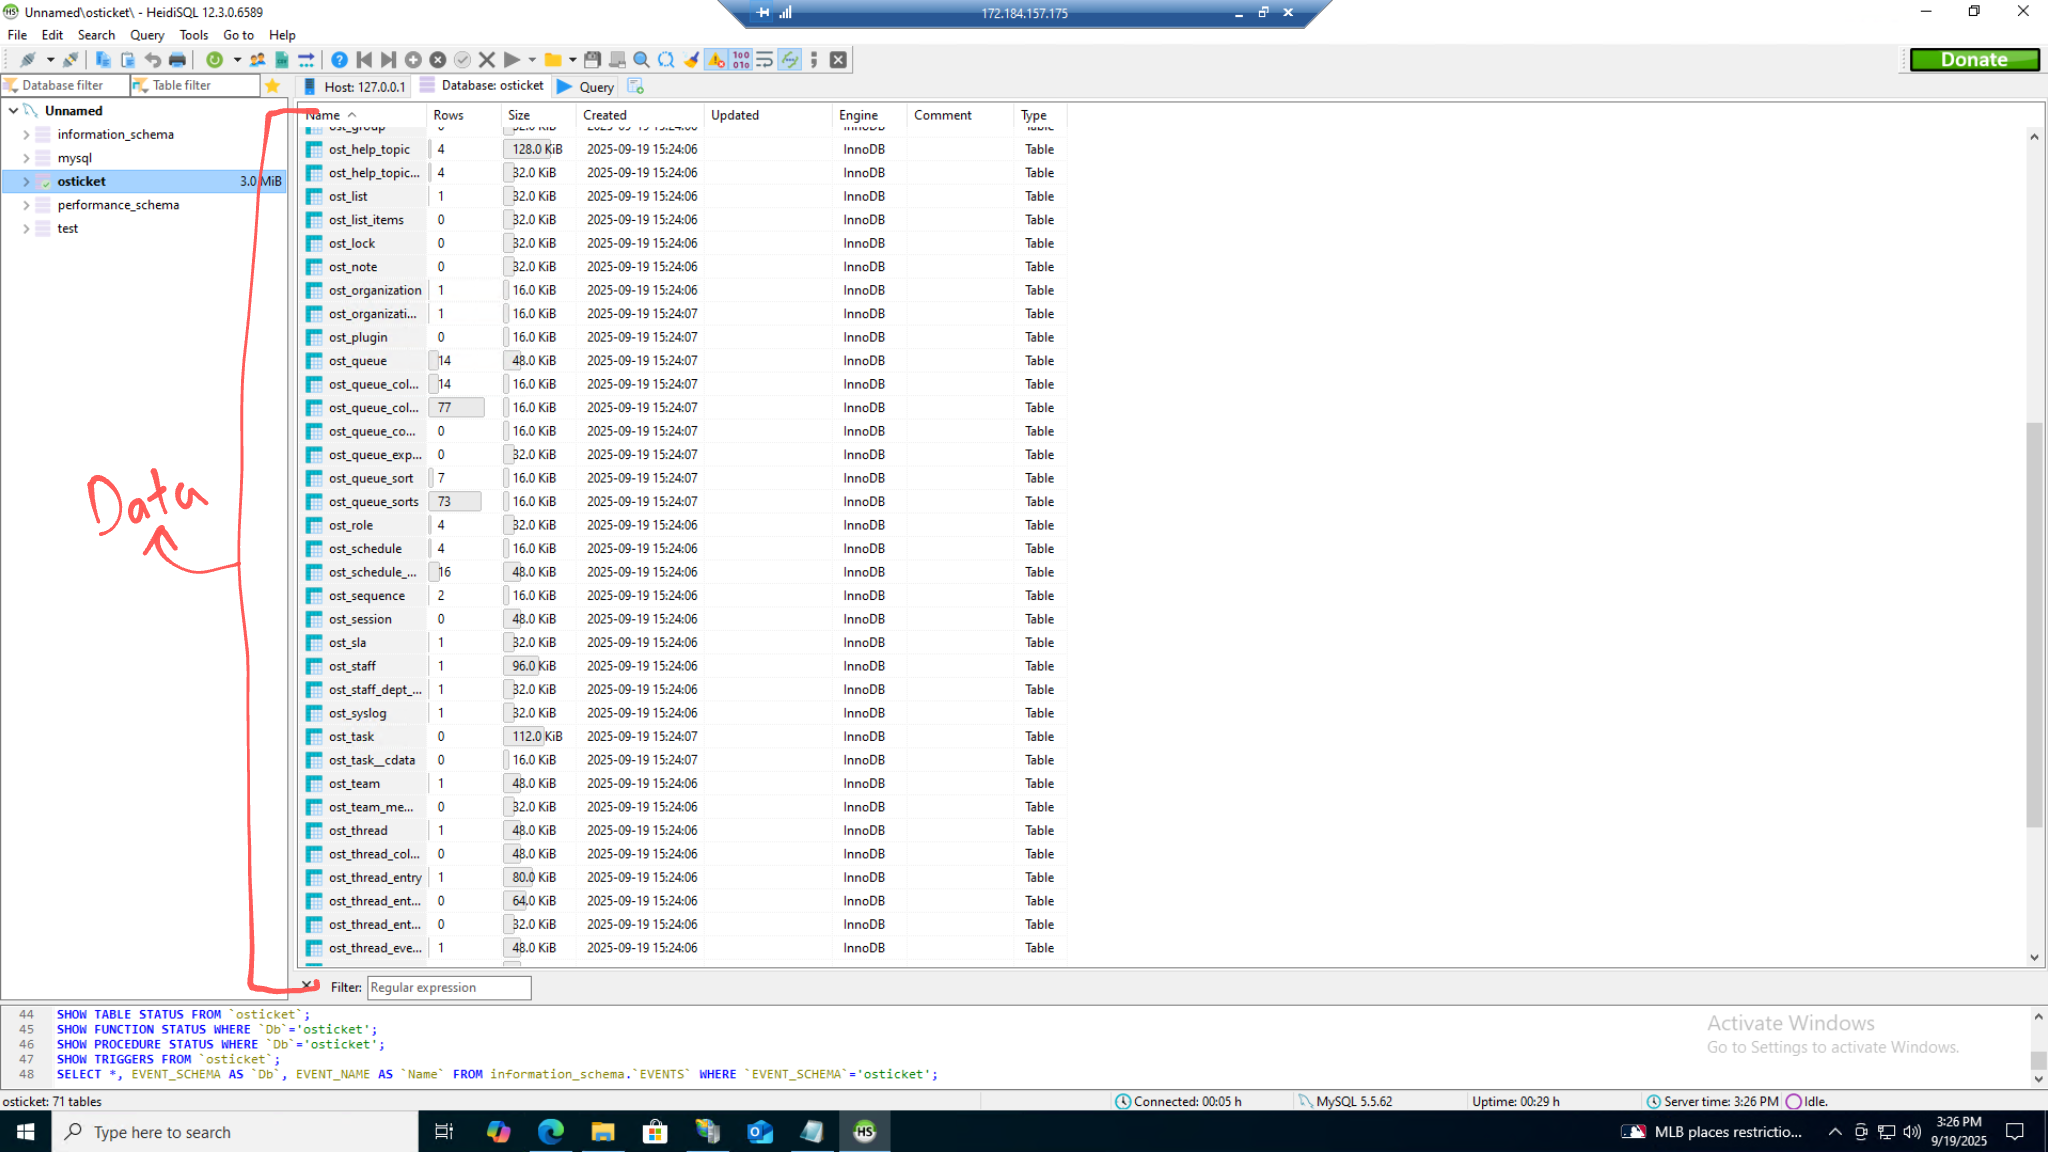 Unnamed\osticket\ - HeidiSQL 12.3.0.6589
172.184.157.175
File Edit Search Query Tools Go to Help
Donate
Database filter Table filter Host: 127.0.0.1 Database: osticket Query
Unnamed
information_schema
mysql
osticket 3.0 MiB
performance_schema
test
Data
Name Rows Size Created Updated Engine Comment Type
ost_group 0 32.0 KiB 2025-09-19 15:24:06 InnoDB Table
ost_help_topic 4 128.0 KiB 2025-09-19 15:24:06 InnoDB Table
ost_help_topic... 4 32.0 KiB 2025-09-19 15:24:06 InnoDB Table
ost_list 1 32.0 KiB 2025-09-19 15:24:06 InnoDB Table
ost_list_items 0 32.0 KiB 2025-09-19 15:24:06 InnoDB Table
ost_lock 0 32.0 KiB 2025-09-19 15:24:06 InnoDB Table
ost_note 0 32.0 KiB 2025-09-19 15:24:06 InnoDB Table
ost_organization 1 16.0 KiB 2025-09-19 15:24:06 InnoDB Table
ost_organizati... 1 16.0 KiB 2025-09-19 15:24:07 InnoDB Table
ost_plugin 0 16.0 KiB 2025-09-19 15:24:07 InnoDB Table
ost_queue 14 48.0 KiB 2025-09-19 15:24:07 InnoDB Table
ost_queue_col... 14 16.0 KiB 2025-09-19 15:24:07 InnoDB Table
ost_queue_col... 77 16.0 KiB 2025-09-19 15:24:07 InnoDB Table
ost_queue_co... 0 16.0 KiB 2025-09-19 15:24:07 InnoDB Table
ost_queue_exp... 0 32.0 KiB 2025-09-19 15:24:07 InnoDB Table
ost_queue_sort 7 16.0 KiB 2025-09-19 15:24:07 InnoDB Table
ost_queue_sorts 73 16.0 KiB 2025-09-19 15:24:07 InnoDB Table
ost_role 4 32.0 KiB 2025-09-19 15:24:06 InnoDB Table
ost_schedule 4 16.0 KiB 2025-09-19 15:24:06 InnoDB Table
ost_schedule_... 16 48.0 KiB 2025-09-19 15:24:06 InnoDB Table
ost_sequence 2 16.0 KiB 2025-09-19 15:24:06 InnoDB Table
ost_session 0 48.0 KiB 2025-09-19 15:24:06 InnoDB Table
ost_sla 1 32.0 KiB 2025-09-19 15:24:06 InnoDB Table
ost_staff 1 96.0 KiB 2025-09-19 15:24:06 InnoDB Table
ost_staff_dept_... 1 32.0 KiB 2025-09-19 15:24:06 InnoDB Table
ost_syslog 1 32.0 KiB 2025-09-19 15:24:06 InnoDB Table
ost_task 0 112.0 KiB 2025-09-19 15:24:07 InnoDB Table
ost_task__cdata 0 16.0 KiB 2025-09-19 15:24:07 InnoDB Table
ost_team 1 48.0 KiB 2025-09-19 15:24:06 InnoDB Table
ost_team_me... 0 32.0 KiB 2025-09-19 15:24:06 InnoDB Table
ost_thread 1 48.0 KiB 2025-09-19 15:24:06 InnoDB Table
ost_thread_col... 0 48.0 KiB 2025-09-19 15:24:06 InnoDB Table
ost_thread_entry 1 80.0 KiB 2025-09-19 15:24:06 InnoDB Table
ost_thread_ent... 0 64.0 KiB 2025-09-19 15:24:06 InnoDB Table
ost_thread_ent... 0 32.0 KiB 2025-09-19 15:24:06 InnoDB Table
ost_thread_eve... 1 48.0 KiB 2025-09-19 15:24:06 InnoDB Table
Filter: Regular expression
44 SHOW TABLE STATUS FROM `osticket`;
45 SHOW FUNCTION STATUS WHERE `Db`='osticket';
46 SHOW PROCEDURE STATUS WHERE `Db`='osticket';
47 SHOW TRIGGERS FROM `osticket`;
48 SELECT *, EVENT_SCHEMA AS `Db`, EVENT_NAME AS `Name` FROM information_schema.`EVENTS` WHERE `EVENT_SCHEMA`='osticket';
Activate Windows
Go to Settings to activate Windows.
osticket: 71 tables Connected: 00:05 h MySQL 5.5.62 Uptime: 00:29 h Server time: 3:26 PM Idle.
Type here to search HS MLB places restrictio... 3:26 PM
9/19/2025